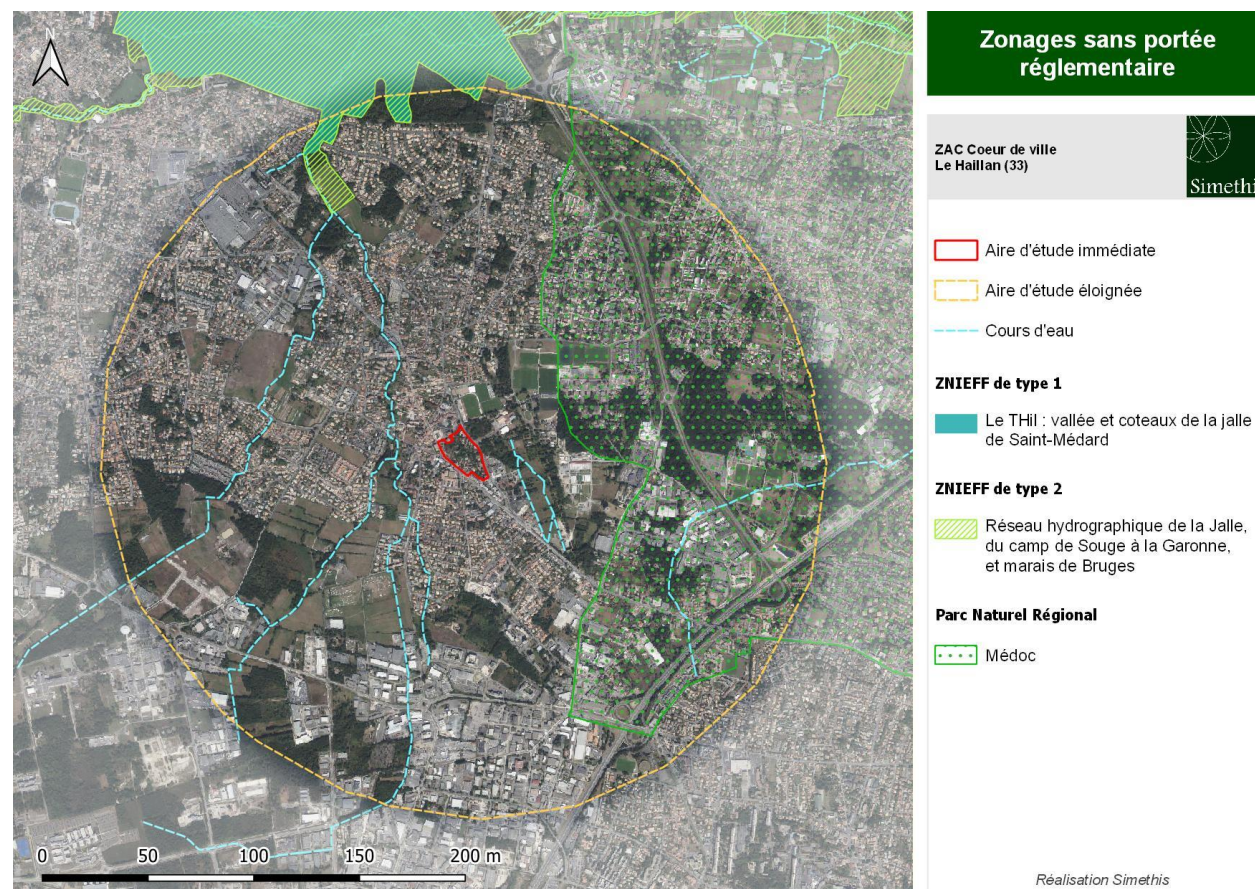 N
Zonages sans portée
réglementaire
ZAC Coeur de ville
Le Haillan (33)
Simethi
Aire d'étude immédiate
Aire d'étude éloignée
Cours d'eau
ZNIEFF de type 1
Le THil : vallée et coteaux de la jalle
de Saint-Médard
ZNIEFF de type 2
Réseau hydrographique de la Jalle,
du camp de Souge à la Garonne,
et marais de Bruges
Parc Naturel Régional
Médoc
0 50 100 150 200 m
Réalisation Simethis